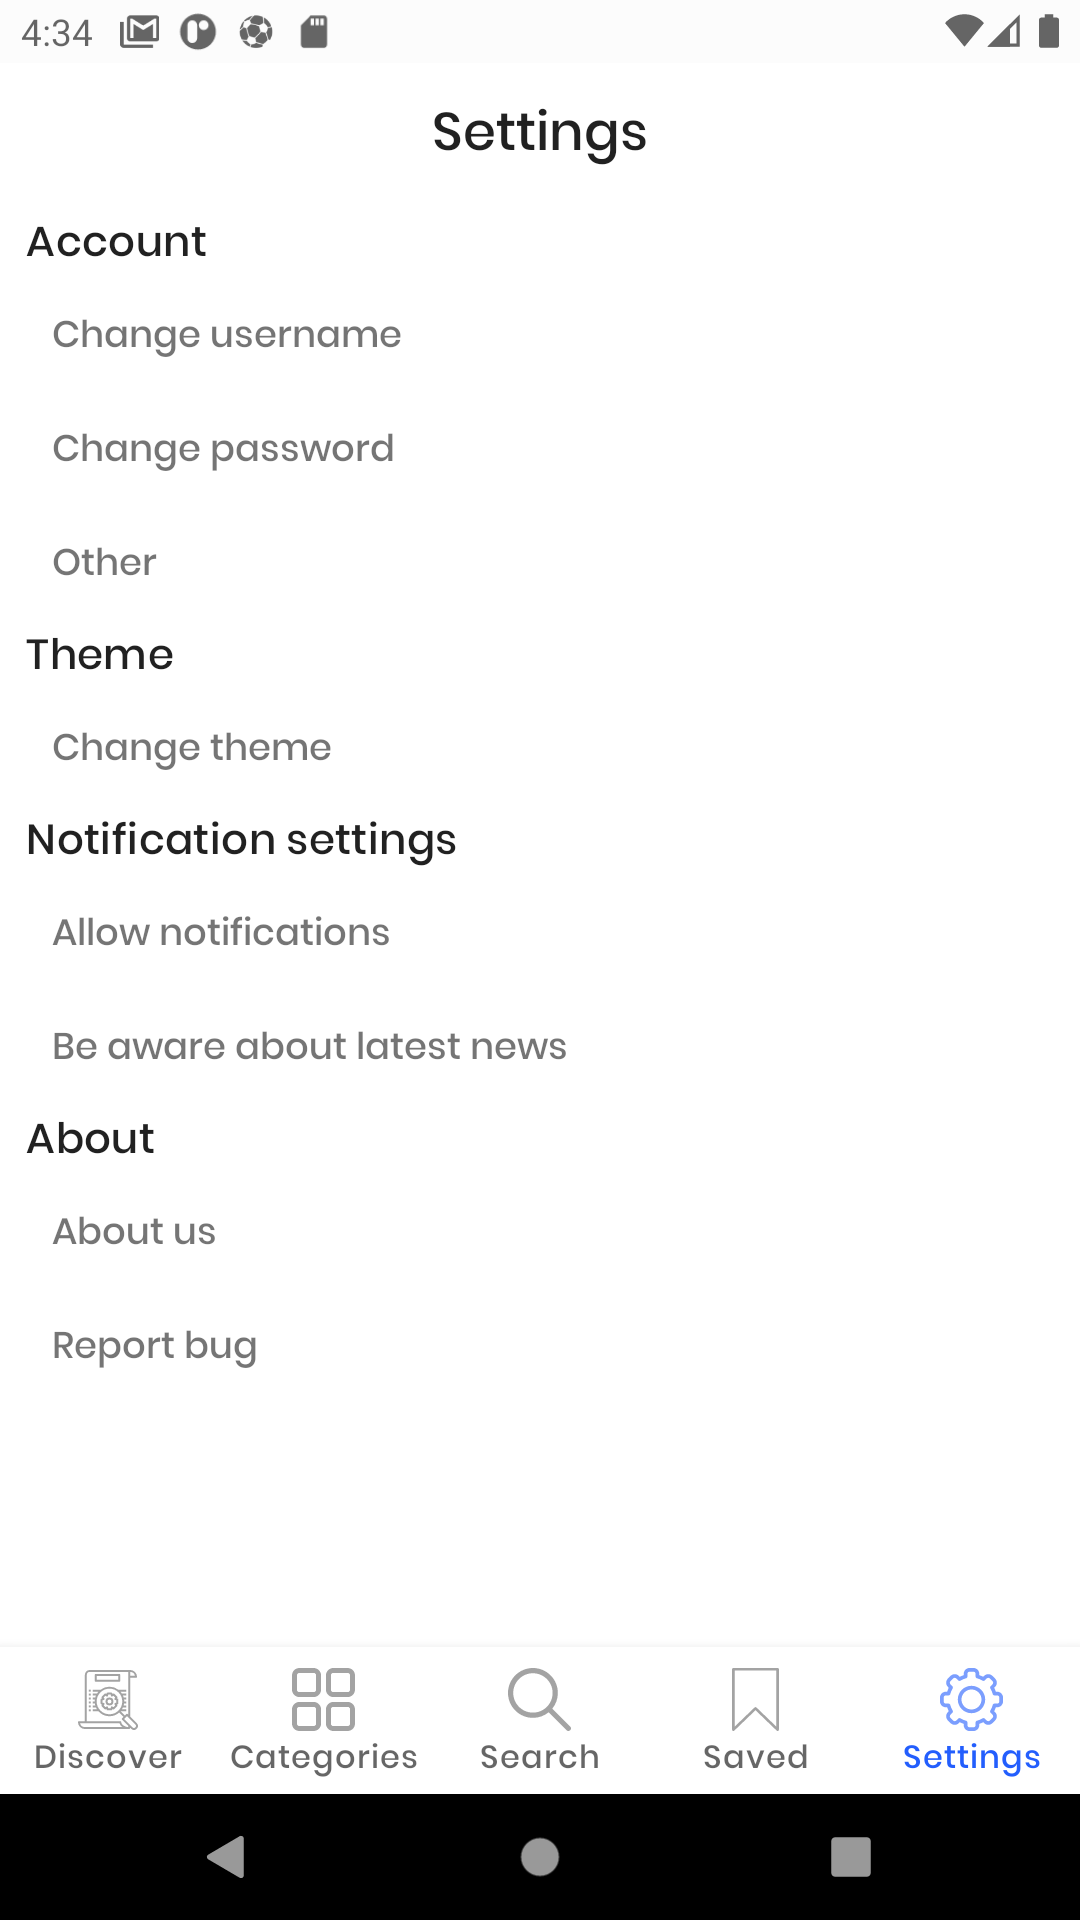 4:34
Settings
Account
Change username
Change password
Other
Theme
Change theme
Notification settings
Allow notifications
Be aware about latest news
About
About us
Report bug
Discover
Categories
Search
Saved
Settings